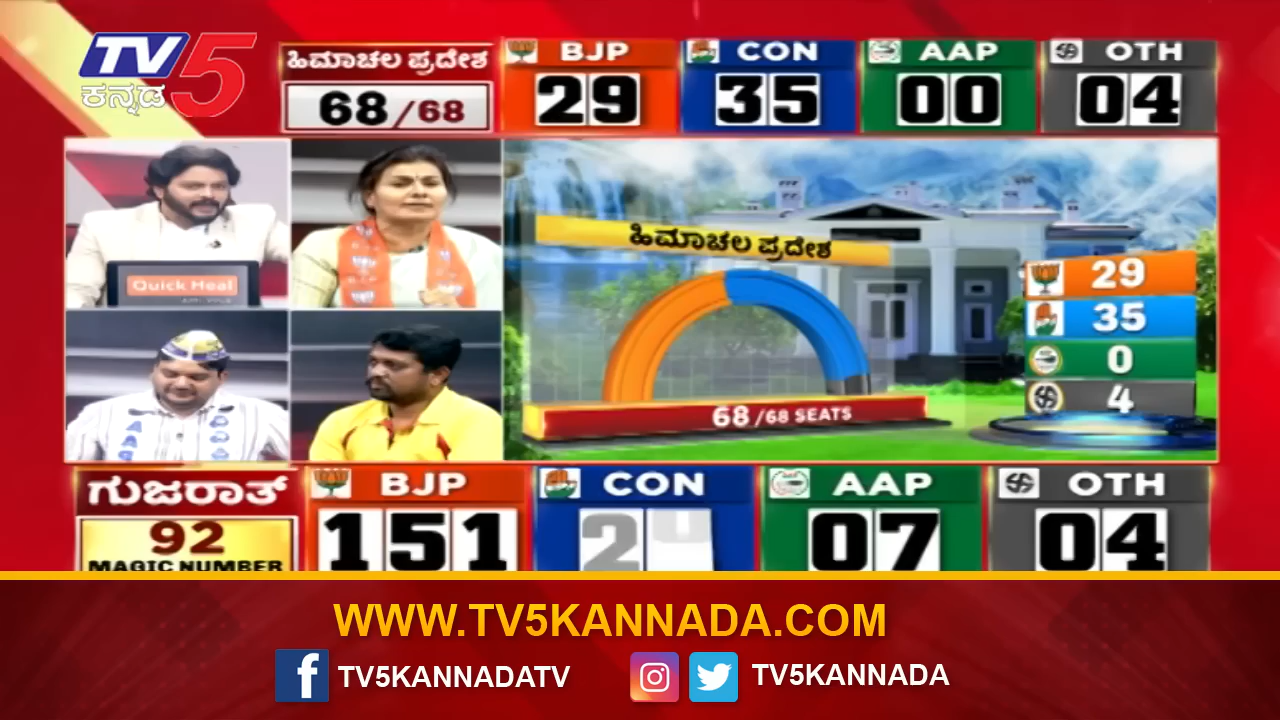 TV5
ಕನ್ನಡ
ಹಿಮಾಚಲ ಪ್ರದೇಶ
68/68
BJP
29
CON
35
AAP
00
OTH
04
Quick Heal
ಹಿಮಾಚಲ ಪ್ರದೇಶ
29
35
0
4
68/68 SEATS
ಗುಜರಾತ್
92
MAGIC NUMBER
BJP
151
CON
AAP
07
OTH
04
WWW.TV5KANNADA.COM
TV5KANNADATV
TV5KANNADA